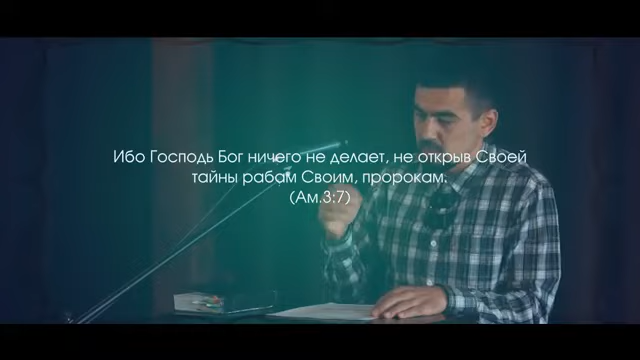 Ибо Господь Бог ничего не делает, не открыв Своей
тайны рабам Своим, пророкам.
(Ам.3:7)